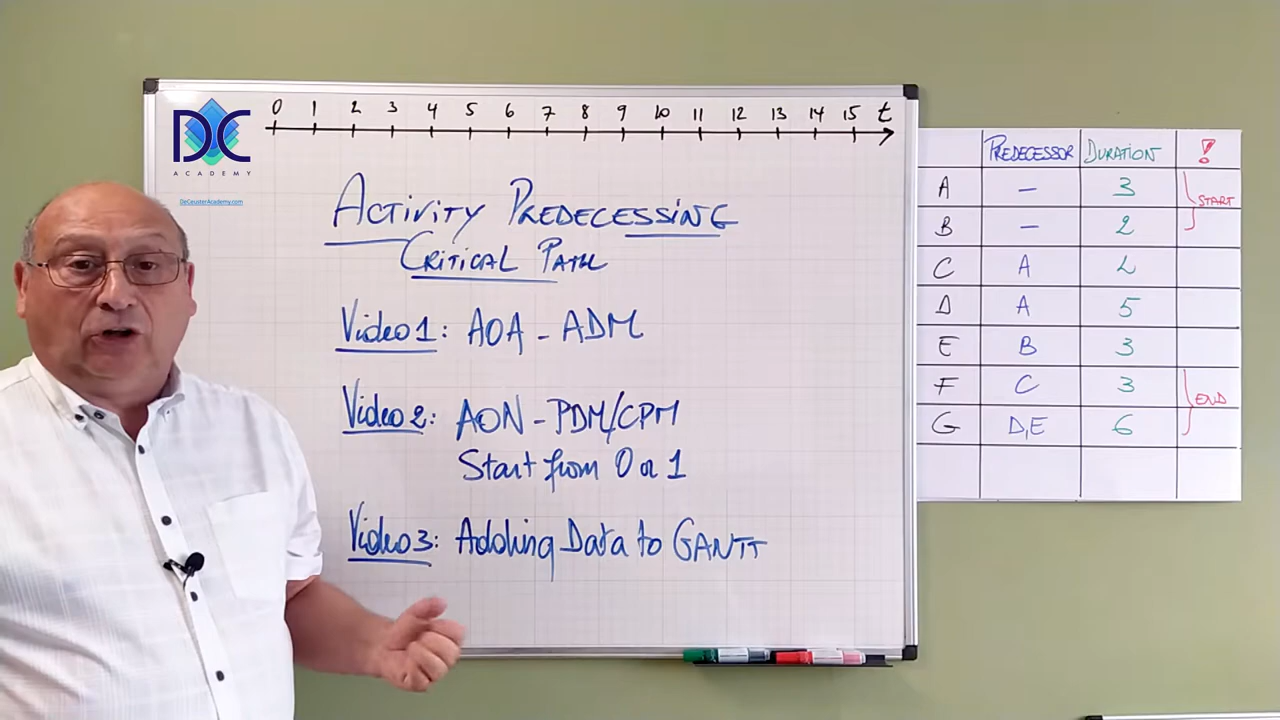 0 1 2 3 4 5 6 7 8 9 10 11 12 13 14 15 t
DC
ACADEMY
DeCeusterAcademy.com
ACTIVITY PREDECESSING
CRITICAL PATH
Video 1: AOA - ADM
Video 2: AON - PDM/CPM
Start from 0 or 1
Video 3: Adding Data to GANTT
PREDECESSOR DURATION !
A - 3
START
B - 2
C A
D A 5
E B 3
F C 3
END
G D,E 6